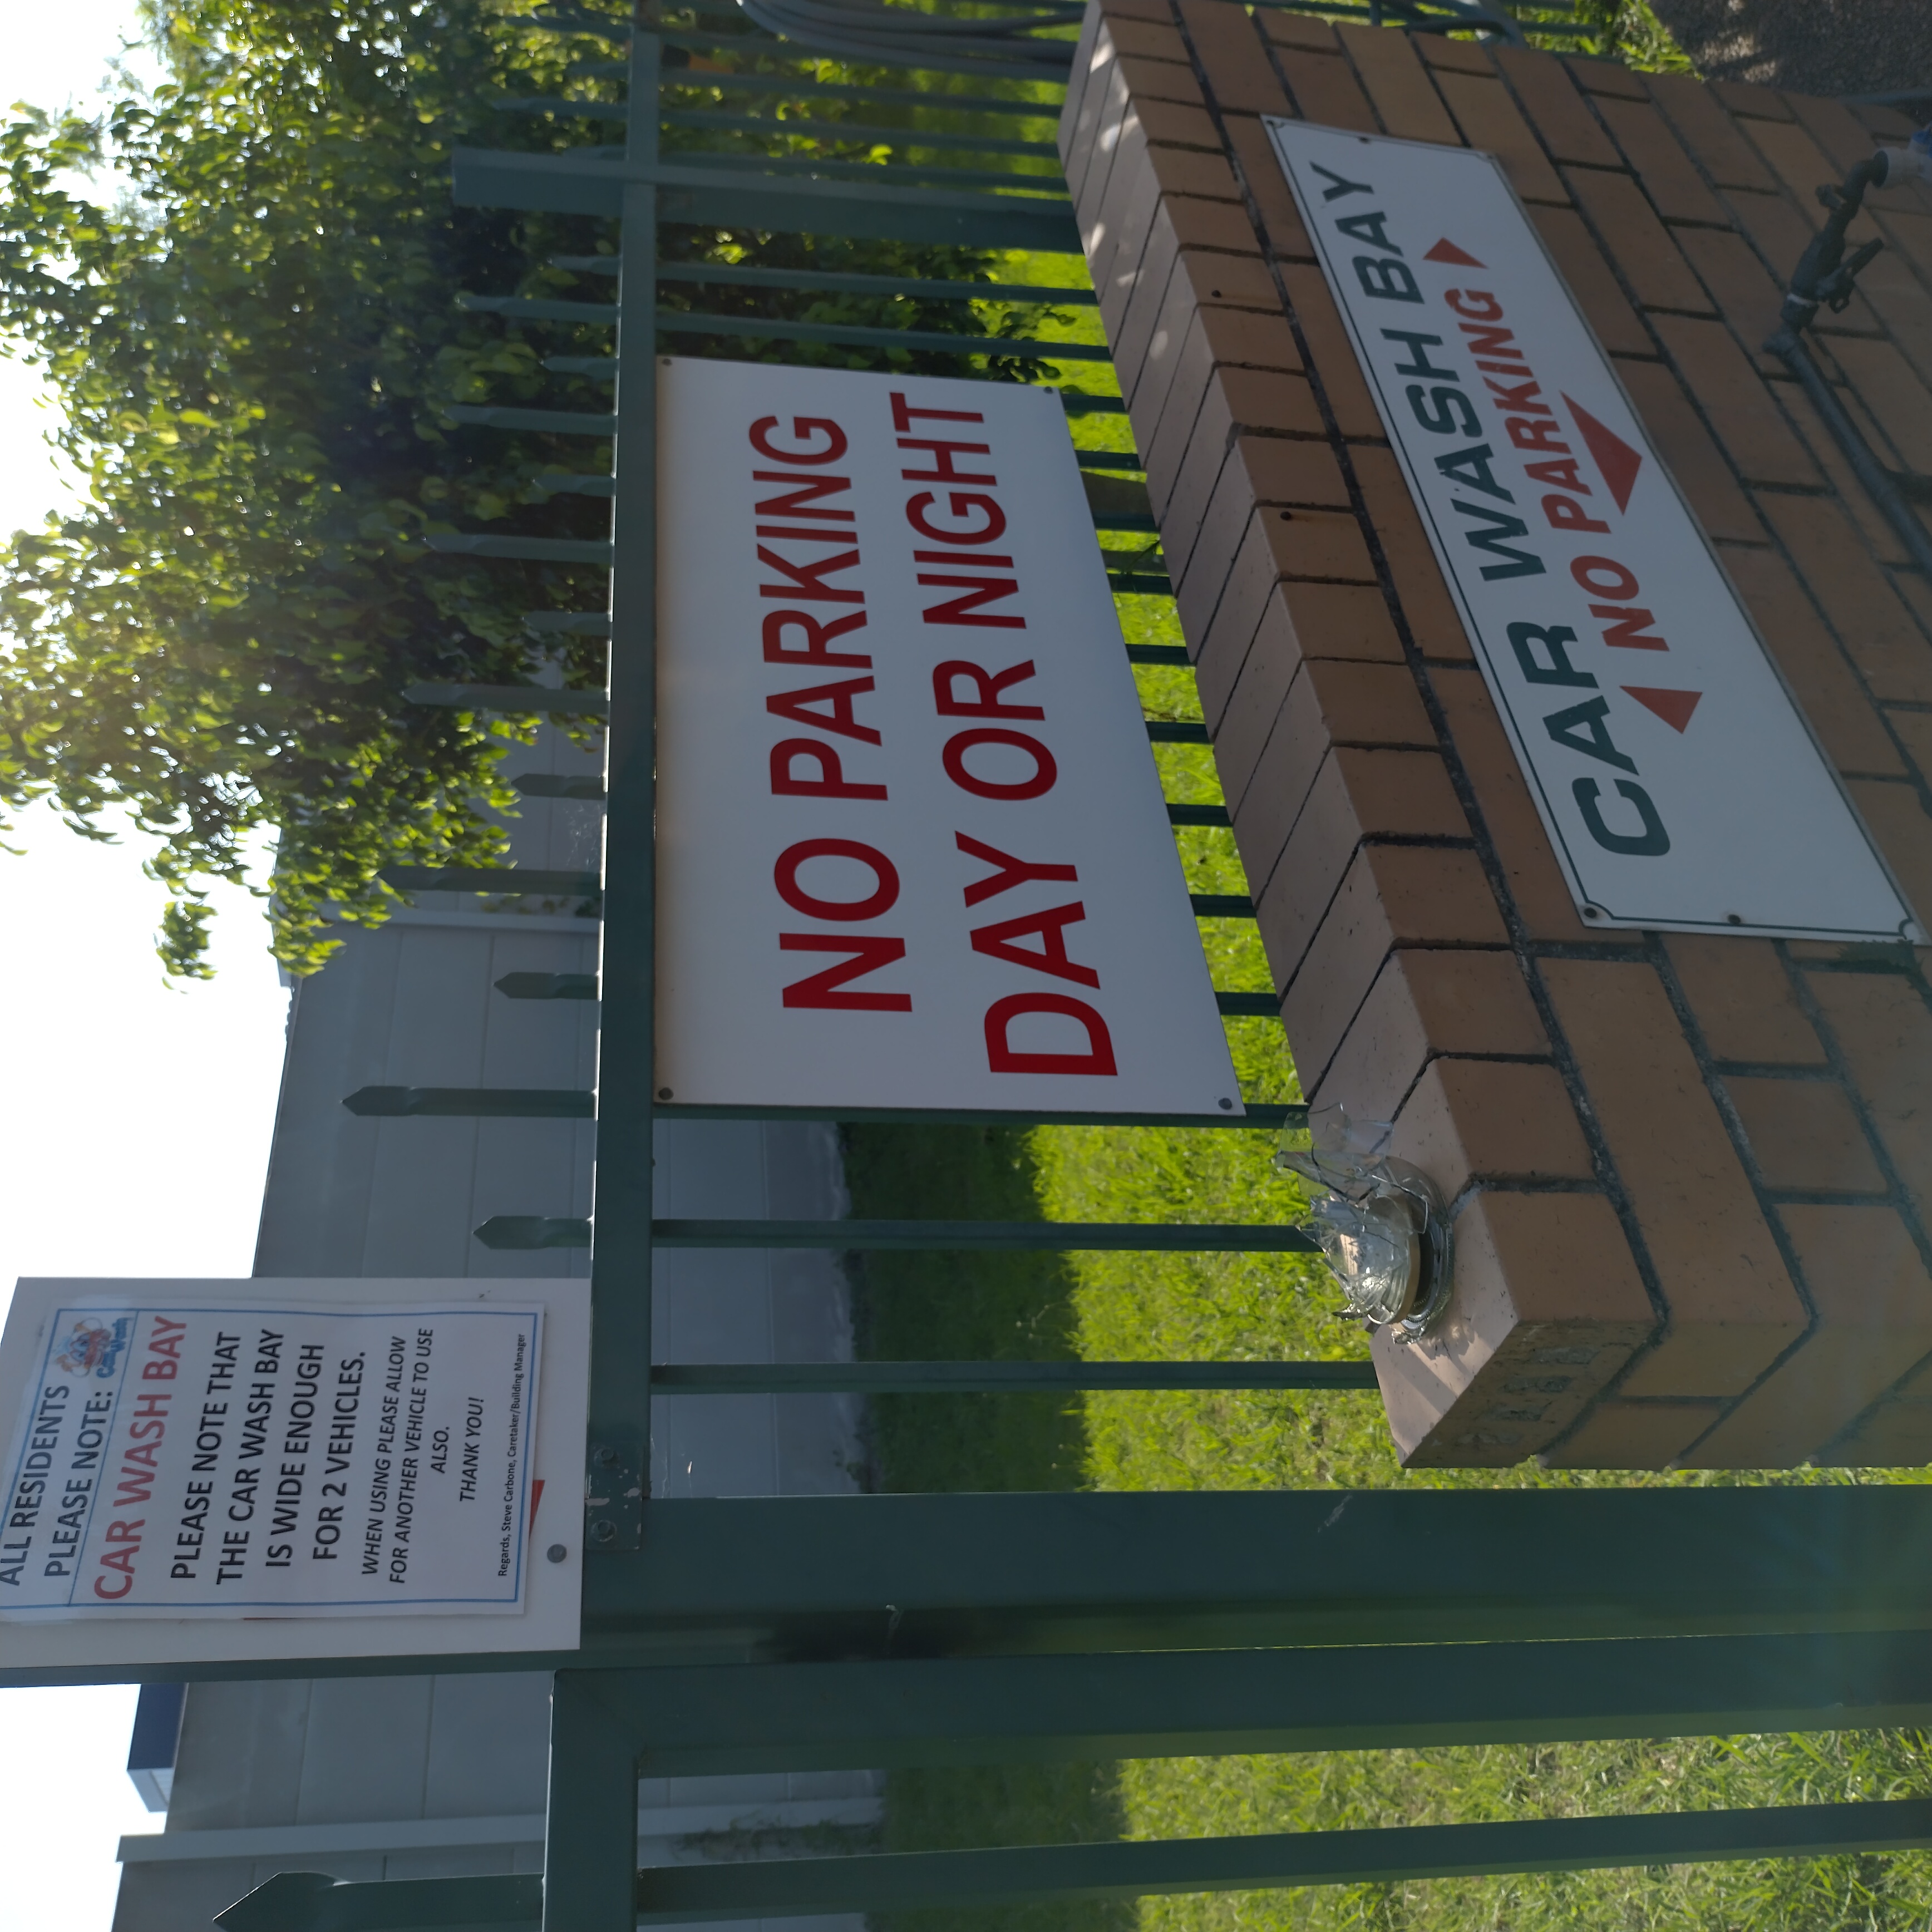 ALL RESIDENTS
PLEASE NOTE:
Car Wash
CAR WASH BAY
PLEASE NOTE THAT
THE CAR WASH BAY
IS WIDE ENOUGH
FOR 2 VEHICLES.
WHEN USING PLEASE ALLOW
FOR ANOTHER VEHICLE TO USE
ALSO.
THANK YOU!
Regards, Steve Carbone, Caretaker/Building Manager
NO PARKING
DAY OR NIGHT
CAR WASH BAY
NO PARKING